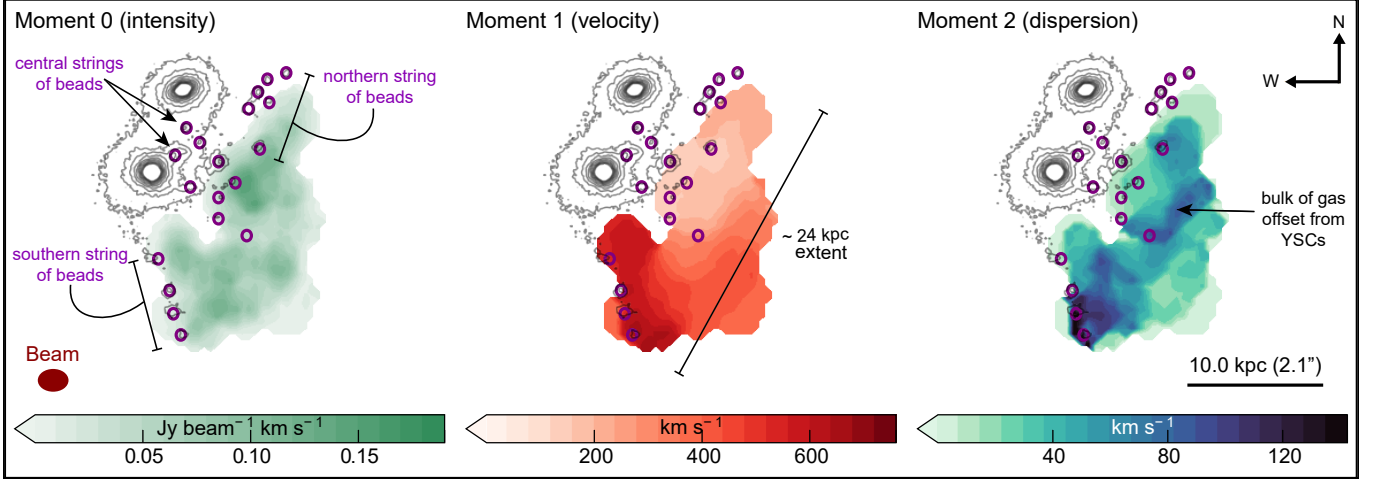 Moment 0 (intensity)
central strings
of beads
northern string
of beads
southern string
of beads
Beam
Jy beam⁻¹ km s⁻¹
0.05 0.10 0.15
Moment 1 (velocity)
~ 24 kpc
extent
km s⁻¹
200 400 600
Moment 2 (dispersion)
N
W
bulk of gas
offset from
YSCs
10.0 kpc (2.1”)
km s⁻¹
40 80 120